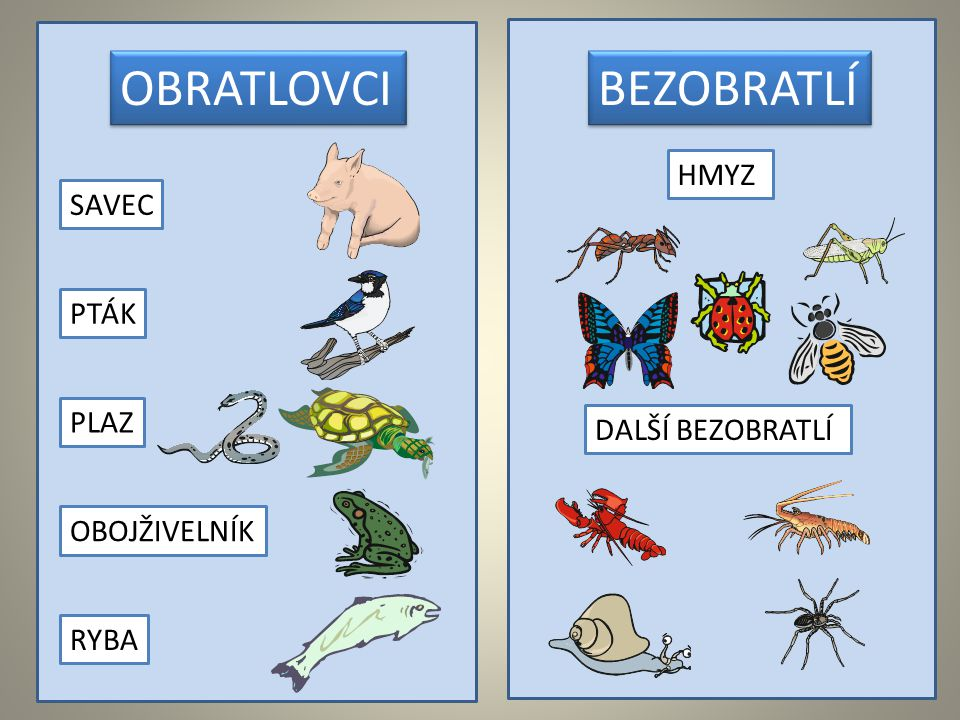 OBRATLOVCI
SAVEC
PTÁK
PLAZ
OBOJŽIVELNÍK
RYBA
BEZOBRATLÍ
HMYZ
DALŠÍ BEZOBRATLÍ